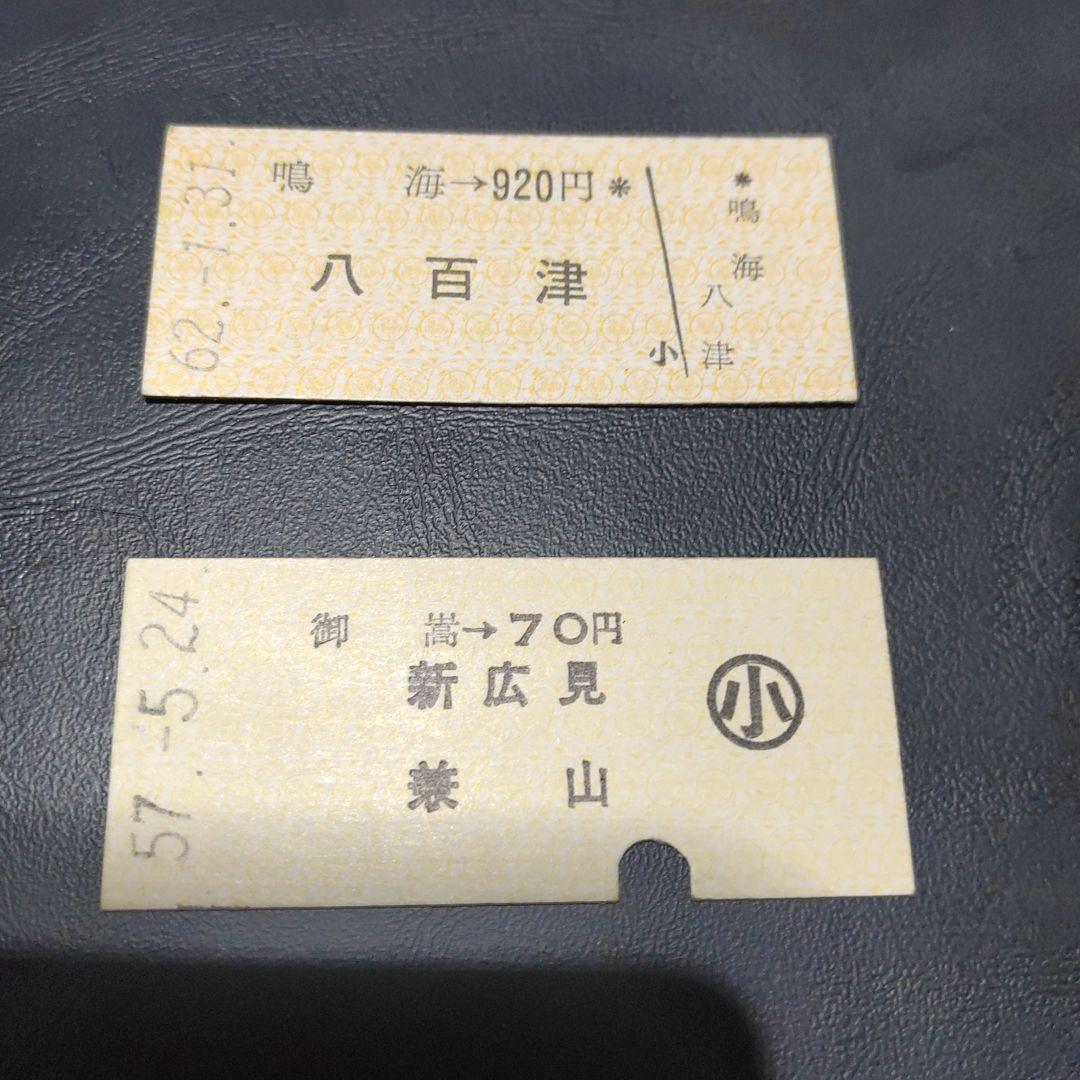 62.-1.31.
鳴海→920円*
八百津
小
*
鳴海
八津
57.-5.24
御嵩→70円
新広見
兼山
小